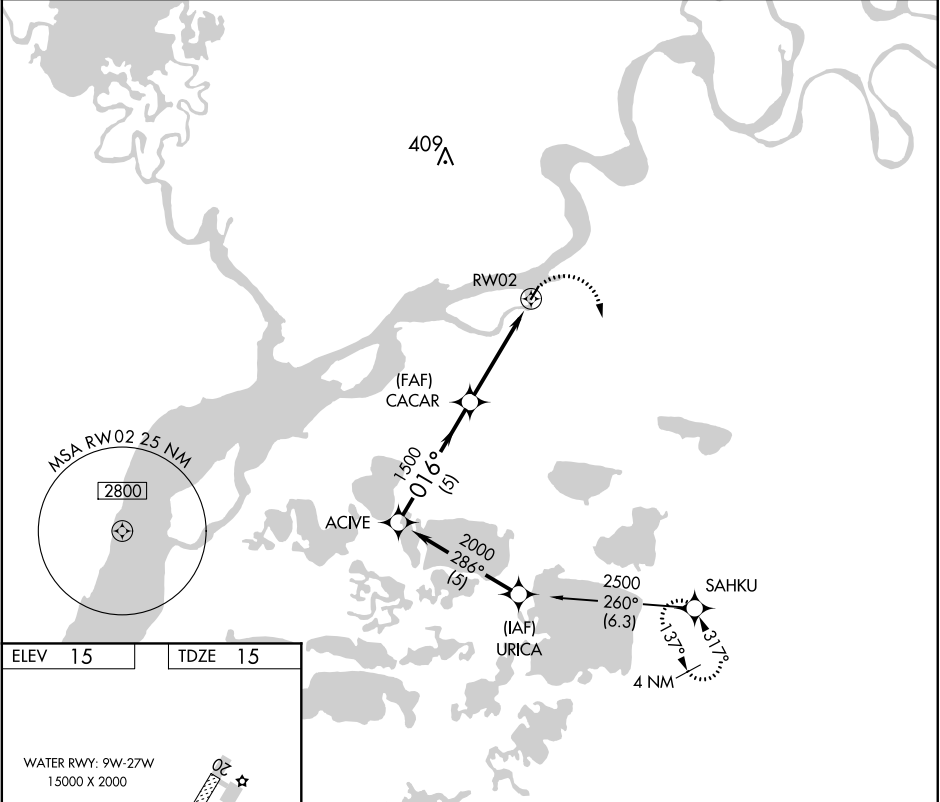 409
RW02
(FAF)
CACAR
MSA RW02 25 NM
2800
1500
016°
(5)
ACIVE
2000
286°
(5)
2500
260°
(6.3)
SAHKU
(IAF)
URICA
137°
317°
4 NM
ELEV 15
TDZE 15
WATER RWY: 9W-27W
15000 X 2000
20